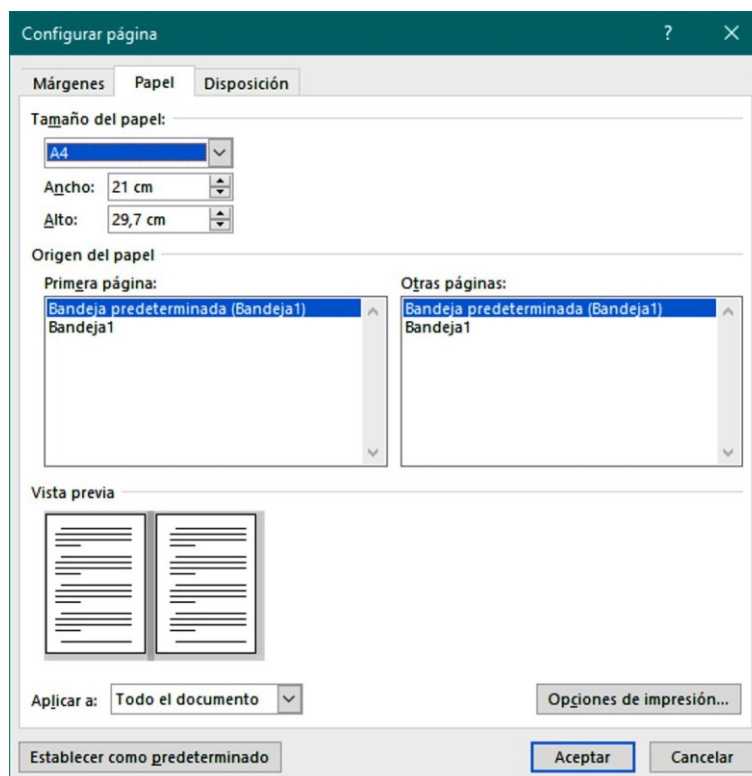 Configurar página
Márgenes Papel Disposición
Tamaño del papel:
A4
Ancho: 21 cm
Alto: 29,7 cm
Origen del papel
Primera página: Otras páginas:
Bandeja predeterminada (Bandeja1) Bandeja predeterminada (Bandeja1)
Bandeja1 Bandeja1
Vista previa
Aplicar a: Todo el documento Opciones de impresión...
Establecer como predeterminado Aceptar Cancelar